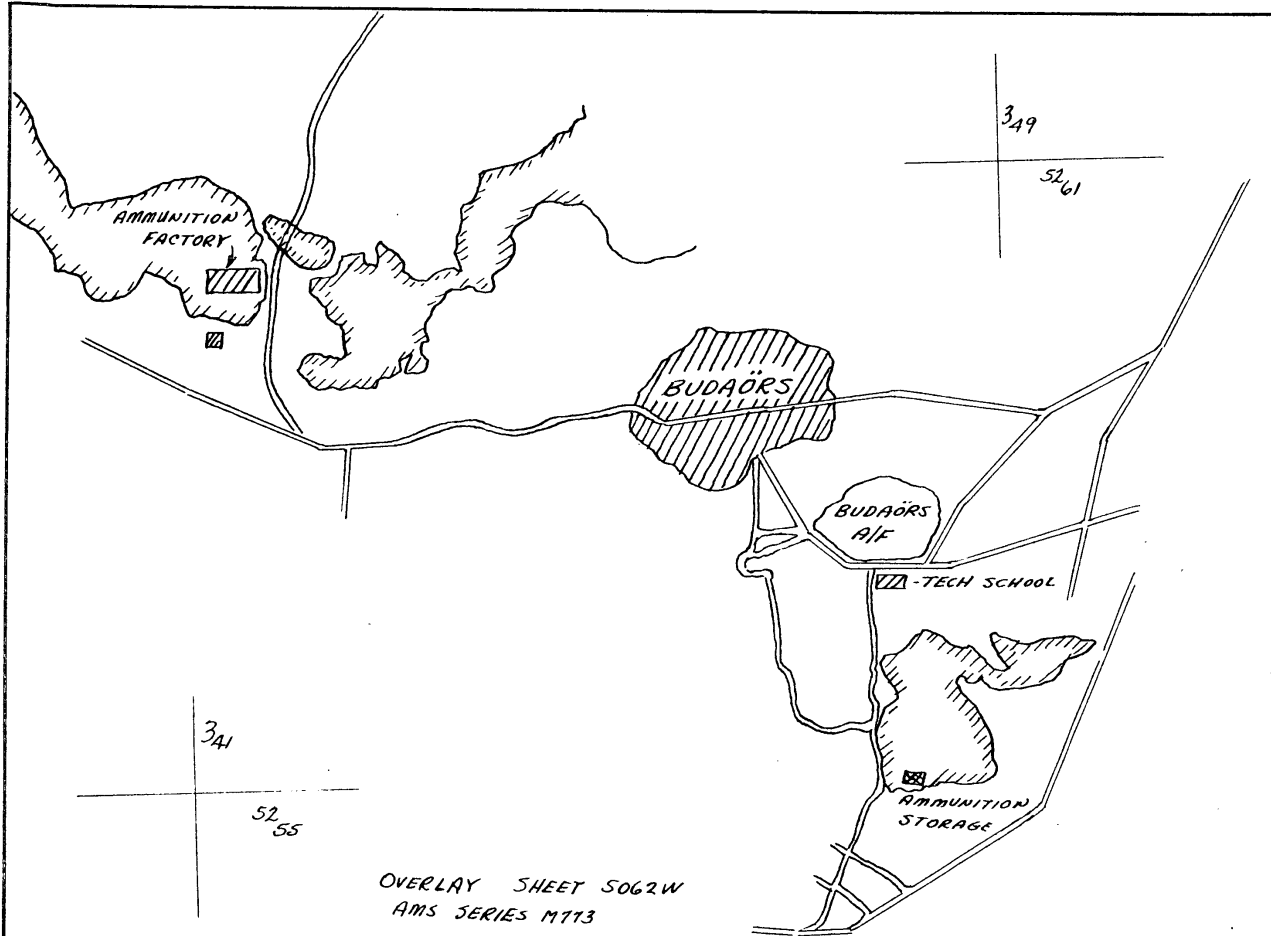 3 49
52 61
AMMUNITION
FACTORY
BUDAÖRS
BUDAÖRS
A/F
-TECH SCHOOL
3 41
52 55
AMMUNITION
STORAGE
OVERLAY SHEET 5062W
AMS SERIES M773